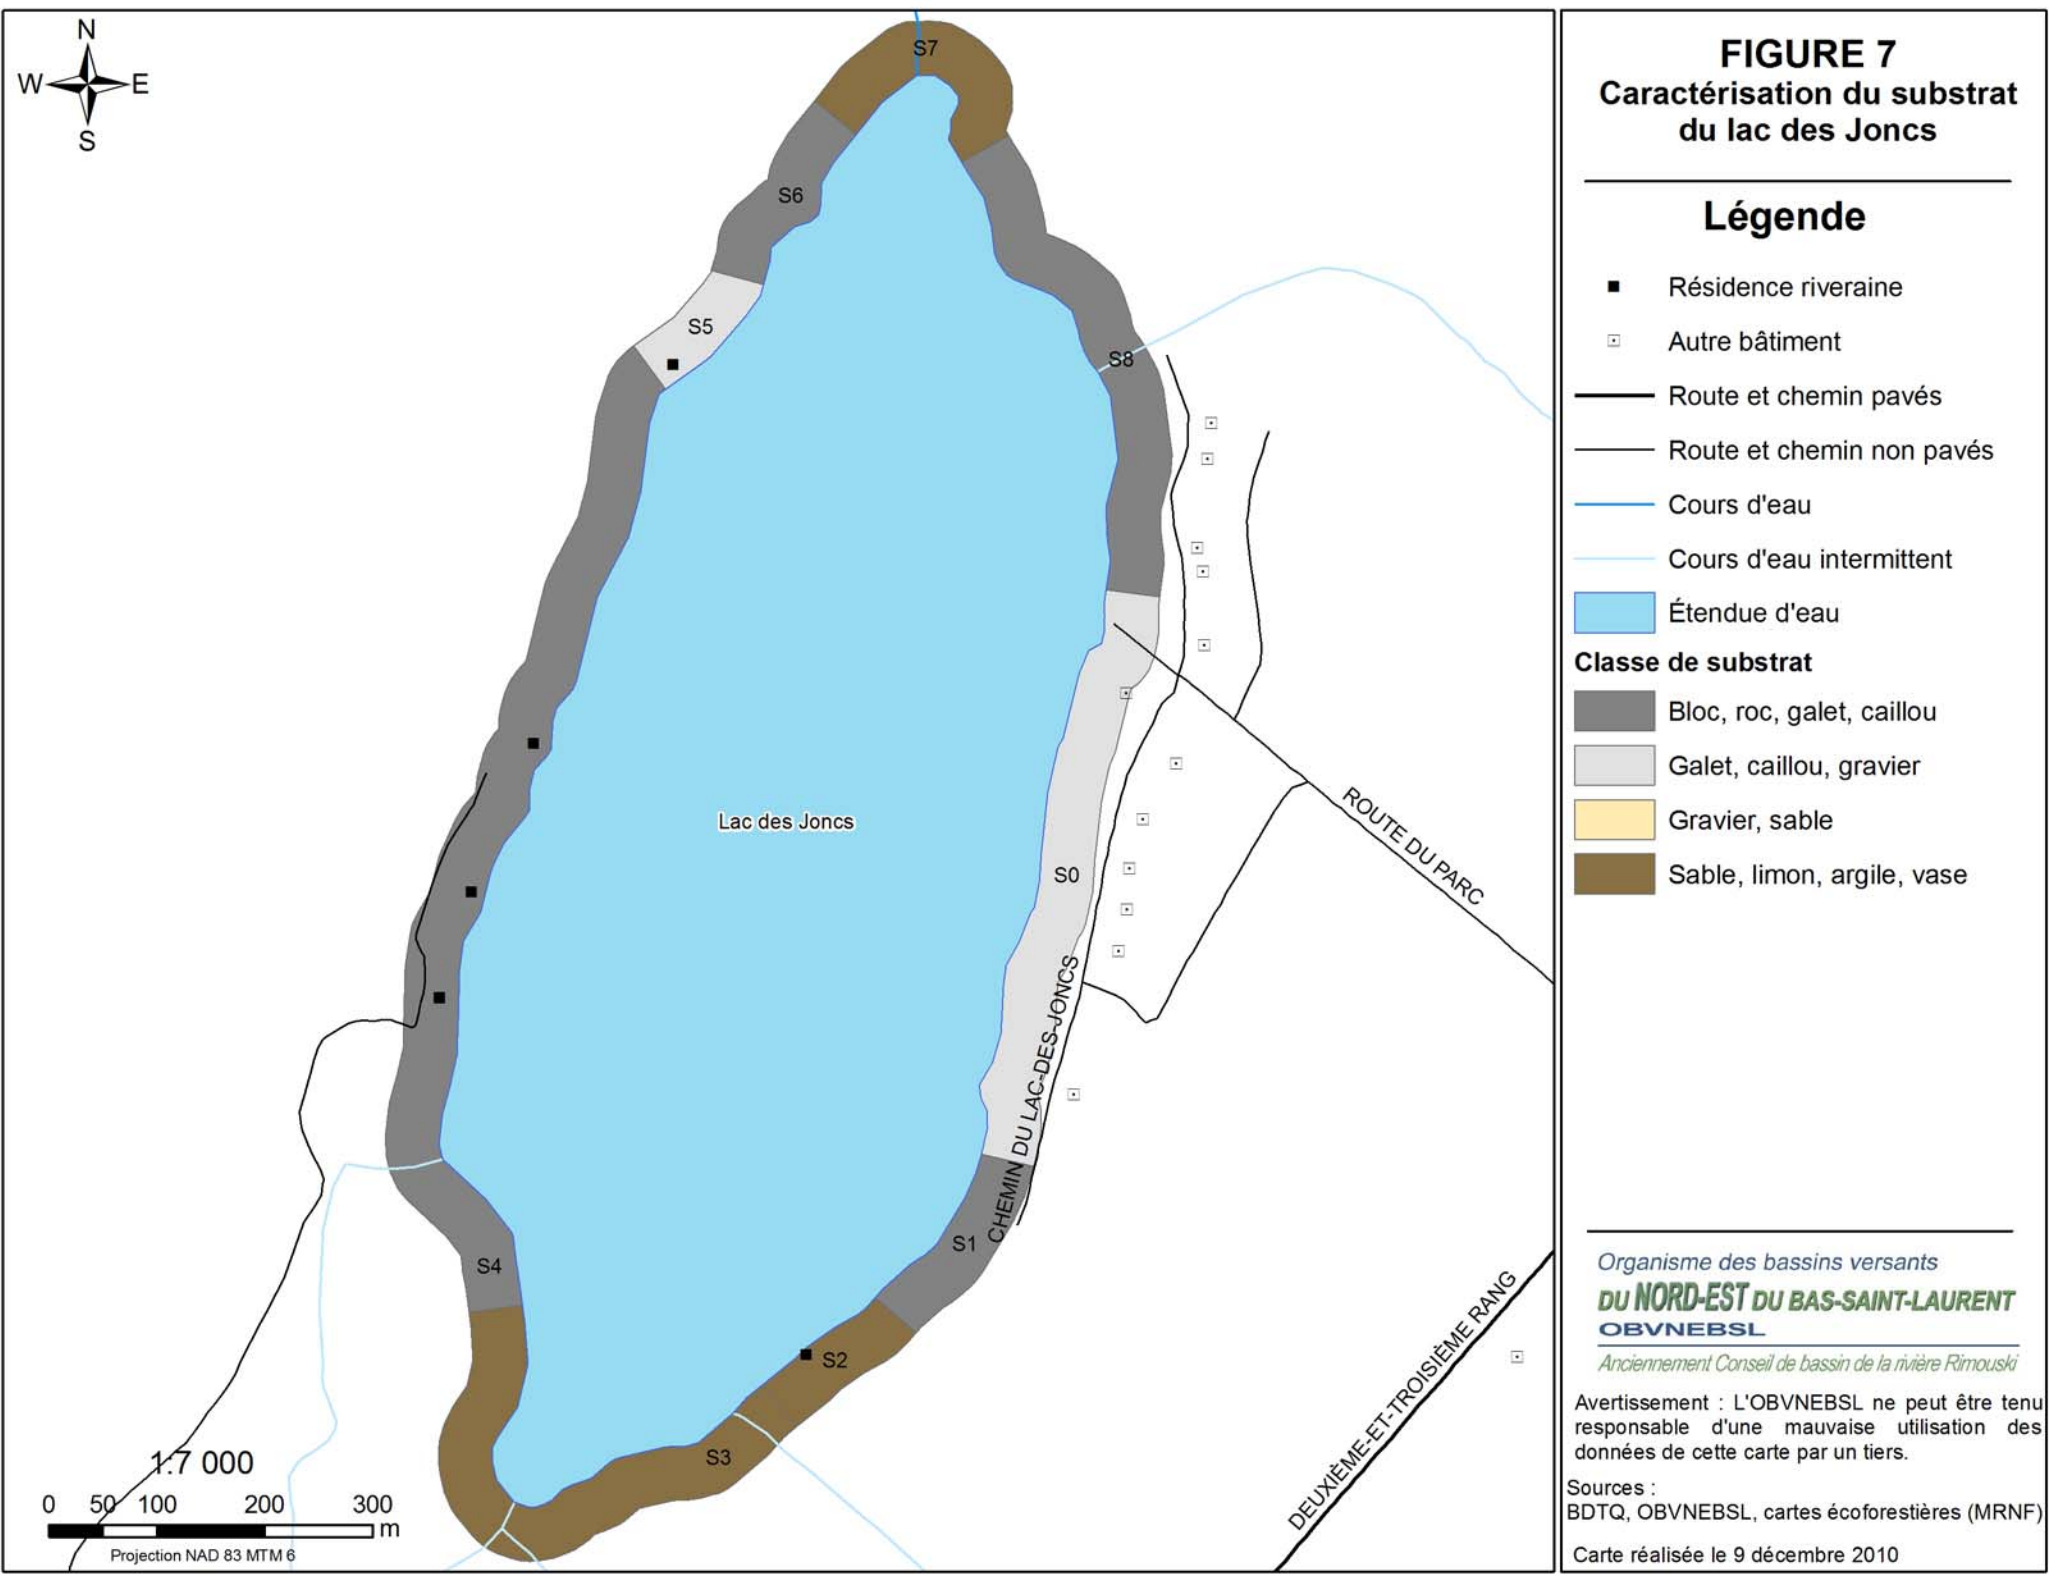 N
W E
S
S7
S6
S5
S8
Lac des Joncs
S0
ROUTE DU PARC
CHEMIN DU LAC-DES-JONCS
S1
S4
S2
S3
DEUXIÈME-ET-TROISIÈME RANG
1:7 000
0 50 100 200 300
m
Projection NAD 83 MTM 6
FIGURE 7
Caractérisation du substrat
du lac des Joncs
Légende
Résidence riveraine
Autre bâtiment
Route et chemin pavés
Route et chemin non pavés
Cours d'eau
Cours d'eau intermittent
Étendue d'eau
Classe de substrat
Bloc, roc, galet, caillou
Galet, caillou, gravier
Gravier, sable
Sable, limon, argile, vase
Organisme des bassins versants
DU NORD-EST DU BAS-SAINT-LAURENT
OBVNEBSL
Anciennement Conseil de bassin de la rivière Rimouski
Avertissement : L'OBVNEBSL ne peut être tenu
responsable d'une mauvaise utilisation des
données de cette carte par un tiers.
Sources :
BDTQ, OBVNEBSL, cartes écoforestières (MRNF)
Carte réalisée le 9 décembre 2010